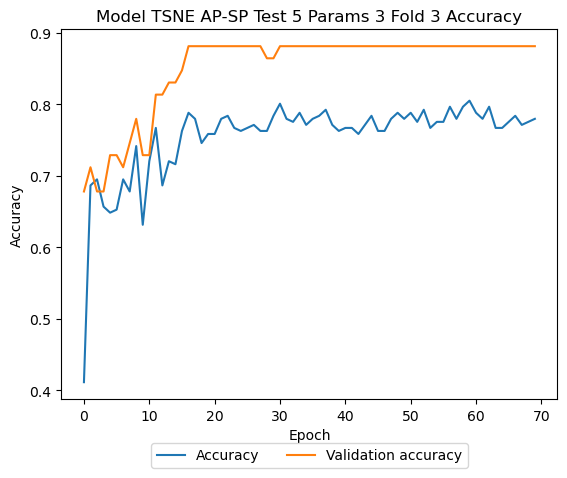 Model TSNE AP-SP Test 5 Params 3 Fold 3 Accuracy
0.9
0.8
0.7
0.6
0.5
0.4
Accuracy
0 10 20 30 40 50 60 70
Epoch
Accuracy Validation accuracy